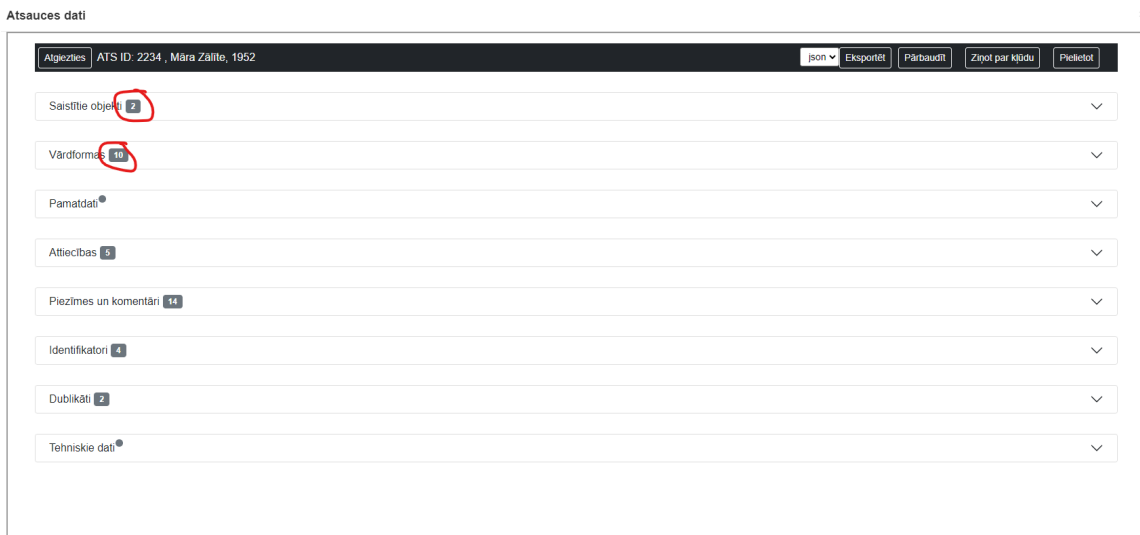 Atsauces dati
Atgiezties ATS ID: 2234 , Māra Zālīte, 1952 json Eksportēt Pārbaudīt Ziņot par kļūdu Pielietot
Saistītie objekti 2
Vārdformas 10
Pamatdati
Attiecības 5
Piezīmes un komentāri 14
Identifikatori 4
Dublikāti 2
Tehniskie dati